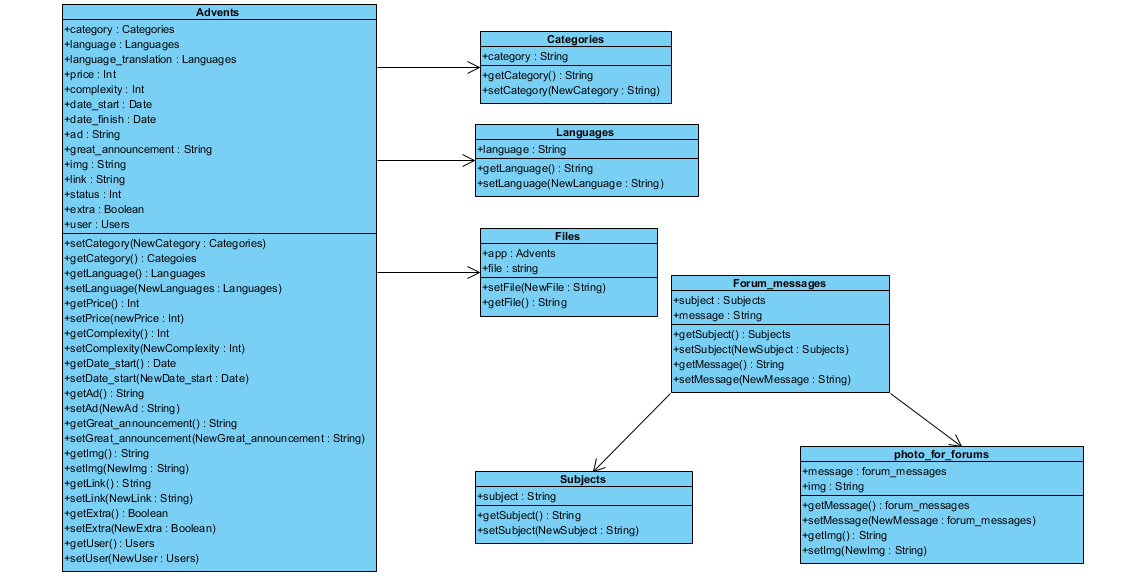 Advents
+category : Categories
+language : Languages
+language_translation : Languages
+price : Int
+complexity : Int
+date_start : Date
+date_finish : Date
+ad : String
+great_announcement : String
+img : String
+link : String
+status : Int
+extra : Boolean
+user : Users
+setCategory(NewCategory : Categories)
+getCategory() : Categoies
+getLanguage() : Languages
+setLanguage(NewLanguages : Languages)
+getPrice() : Int
+setPrice(newPrice : Int)
+getComplexity() : Int
+setComplexity(NewComplexity : Int)
+getDate_start() : Date
+setDate_start(NewDate_start : Date)
+getAd() : String
+setAd(NewAd : String)
+getGreat_announcement() : String
+setGreat_announcement(NewGreat_announcement : String)
+getImg() : String
+setImg(NewImg : String)
+getLink() : String
+setLink(NewLink : String)
+getExtra() : Boolean
+setExtra(NewExtra : Boolean)
+getUser() : Users
+setUser(NewUser : Users)
Categories
+category : String
+getCategory() : String
+setCategory(NewCategory : String)
Languages
+language : String
+getLanguage() : String
+setLanguage(NewLanguage : String)
Files
+app : Advents
+file : string
+setFile(NewFile : String)
+getFile() : String
Forum_messages
+subject : Subjects
+message : String
+getSubject() : Subjects
+setSubject(NewSubject : Subjects)
+getMessage() : String
+setMessage(NewMessage : String)
Subjects
+subject : String
+getSubject() : String
+setSubject(NewSubject : String)
photo_for_forums
+message : forum_messages
+img : String
+getMessage() : forum_messages
+setMessage(NewMessage : forum_messages)
+getImg() : String
+setImg(NewImg : String)